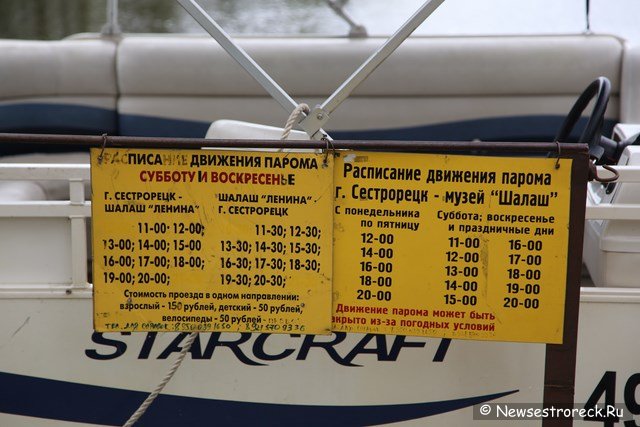 РАСПИСАНИЕ ДВИЖЕНИЯ ПАРОМА
СУББОТУ И ВОСКРЕСЕНЬЕ
Г. СЕСТРОРЕЦК-
ШАЛАШ "ЛЕНИНА"
11-00 12-00;
13-00; 14-00; 15-00;
16-00; 17-00; 18-00;
19-00; 20-00;
ШАЛАШ "ЛЕНИНА"
Г. СЕСТРОРЕЦК
11-30; 12-30;
13-30; 14-30; 15-30;
16-30; 17-30; 18-30;
19-30; 20-30;
Стоимость проезда в одном направлении:
взрослый - 150 рублей, детский - 50 рублей,
велосипеды - 50 рублей
Расписание движения парома
г. Сестрорецк - музей "Шалаш"
С понедельника
по пятницу
12-00
14-00
16-00
18-00
20-00
Суббота; воскресенье
и праздничные дни
11-00 16-00
12-00 17-00
13-00 18-00
14-00 19-00
15-00 20-00
Движение парома может быть
закрыто из-за погодных условий
STARCRAFT
49
© Newsestroreck.Ru